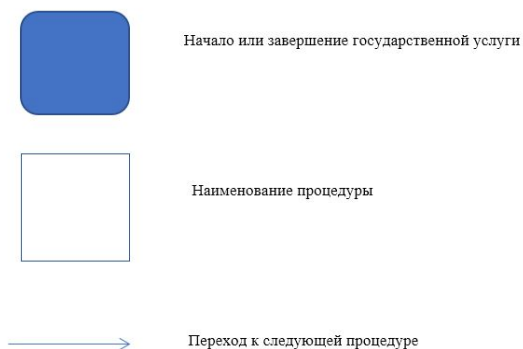 Начало или завершение государственной услуги
Наименование процедуры
Переход к следующей процедуре